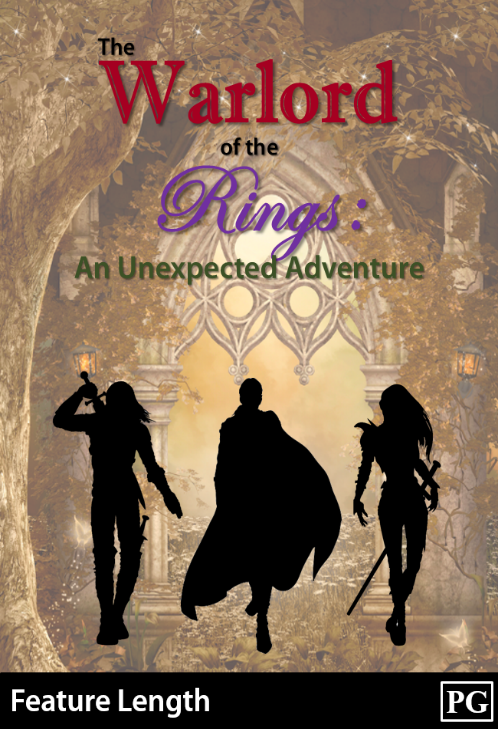 The
Warlord
of the
Rings:
An Unexpected Adventure
Feature Length
PG